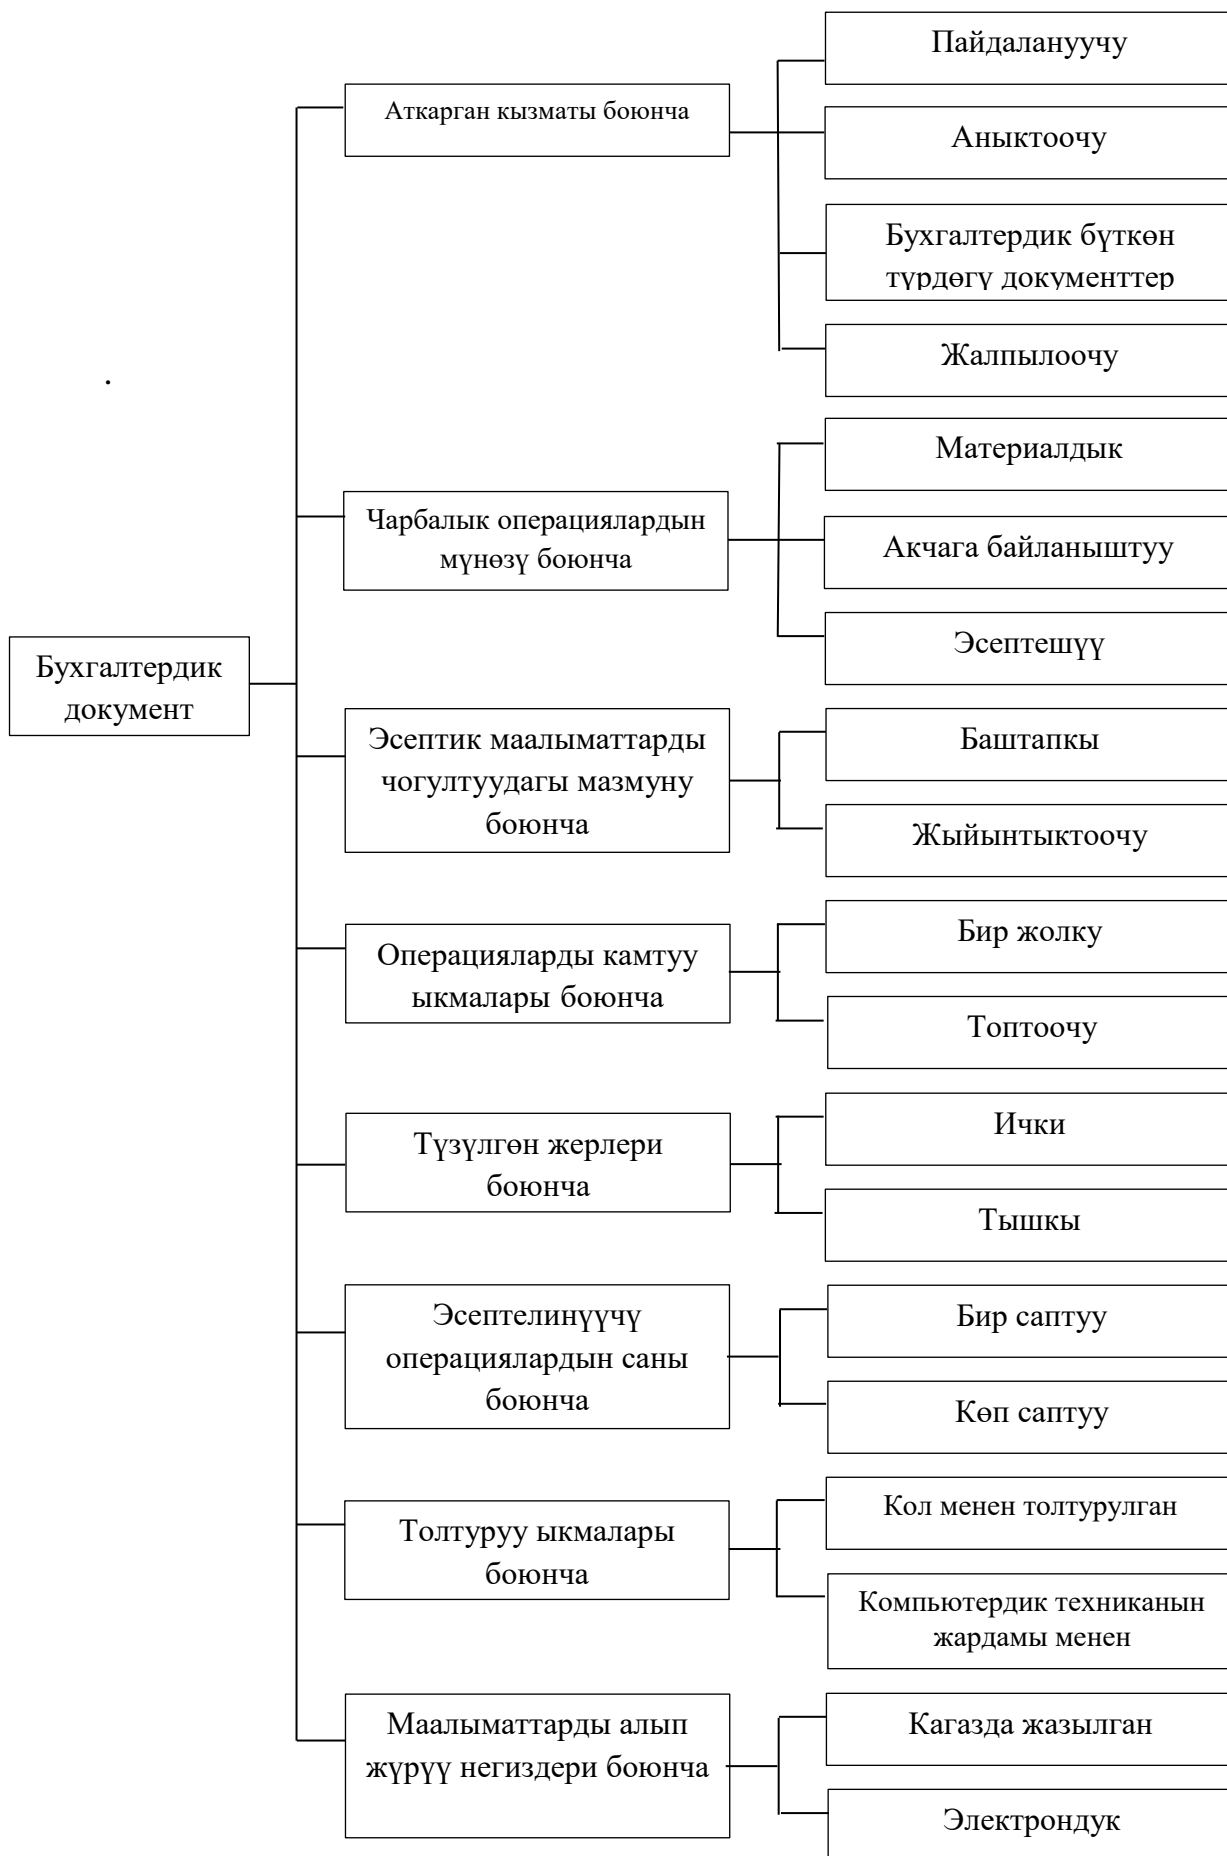 Бухгалтердик
документ
Аткарган кызматы боюнча
Пайдалануучу
Аныктоочу
Бухгалтердик бүткөн
түрдөгү документтер
Жалпылоочу
.
Чарбалык операциялардын
мүнөзү боюнча
Материалдык
Акчага байланыштуу
Эсептешүү
Эсептик маалыматтарды
чогултуудагы мазмуну
боюнча
Баштапкы
Жыйынтыктоочу
Операцияларды камтуу
ыкмалары боюнча
Бир жолку
Топтоочу
Түзүлгөн жерлери
боюнча
Ички
Тышкы
Эсептелинүүчү
операциялардын саны
боюнча
Бир саптуу
Көп саптуу
Толтуруу ыкмалары
боюнча
Кол менен толтурулган
Компьютердик техниканын
жардамы менен
Маалыматтарды алып
жүрүү негиздери боюнча
Кагазда жазылган
Электрондук